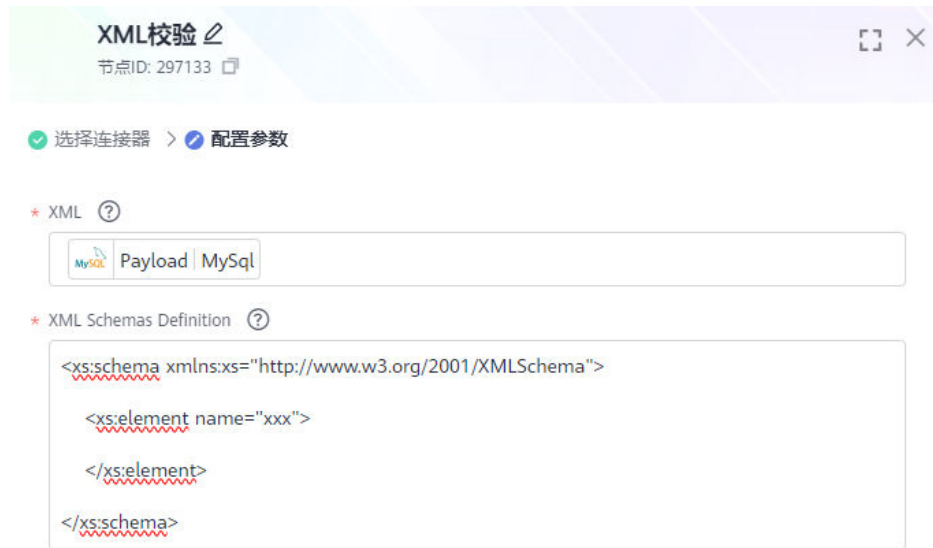 XML校验
节点ID: 297133
选择连接器 > 配置参数
* XML ?
MySQL Payload MySql
* XML Schemas Definition ?
<xs:schema xmlns:xs="http://www.w3.org/2001/XMLSchema">
<xs:element name="xxx">
</xs:element>
</xs:schema>